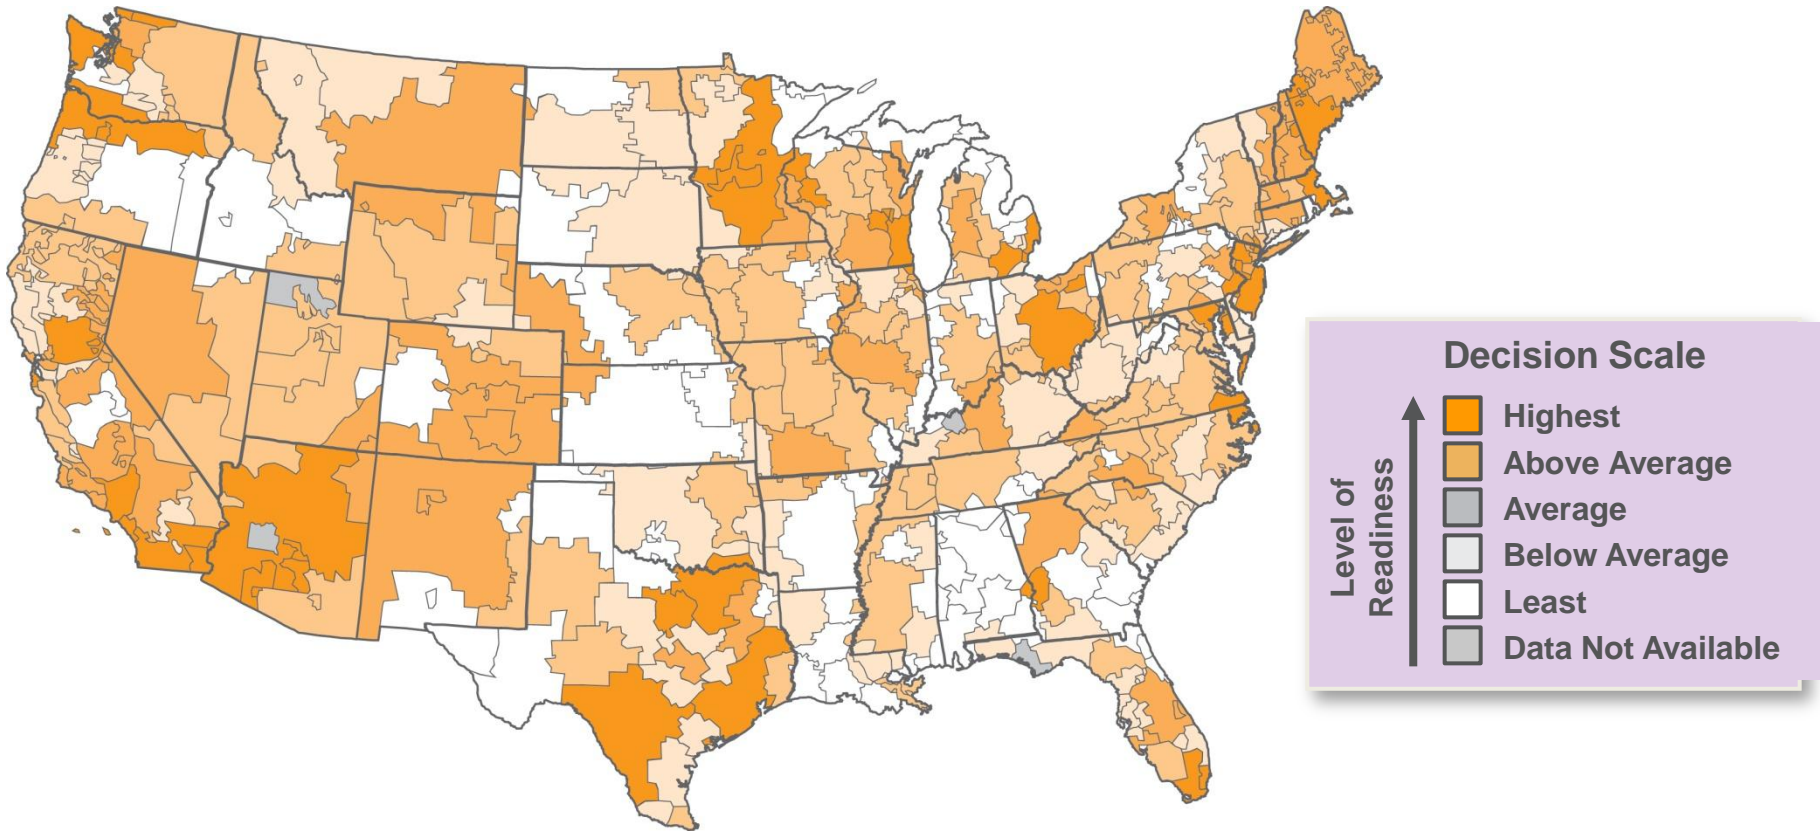 Decision Scale
Level of
Readiness
Highest
Above Average
Average
Below Average
Least
Data Not Available